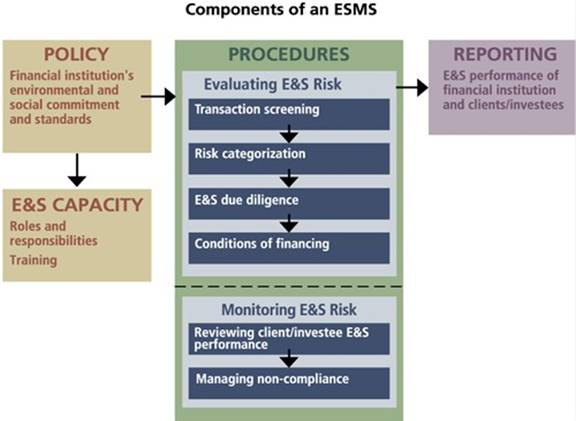 Components of an ESMS
POLICY
Financial institution's
environmental and
social commitment
and standards
E&S CAPACITY
Roles and
responsibilities
Training
PROCEDURES
Evaluating E&S Risk
Transaction screening
Risk categorization
E&S due diligence
Conditions of financing
Monitoring E&S Risk
Reviewing client/investee E&S
performance
Managing non-compliance
REPORTING
E&S performance of
financial institution
and clients/investees